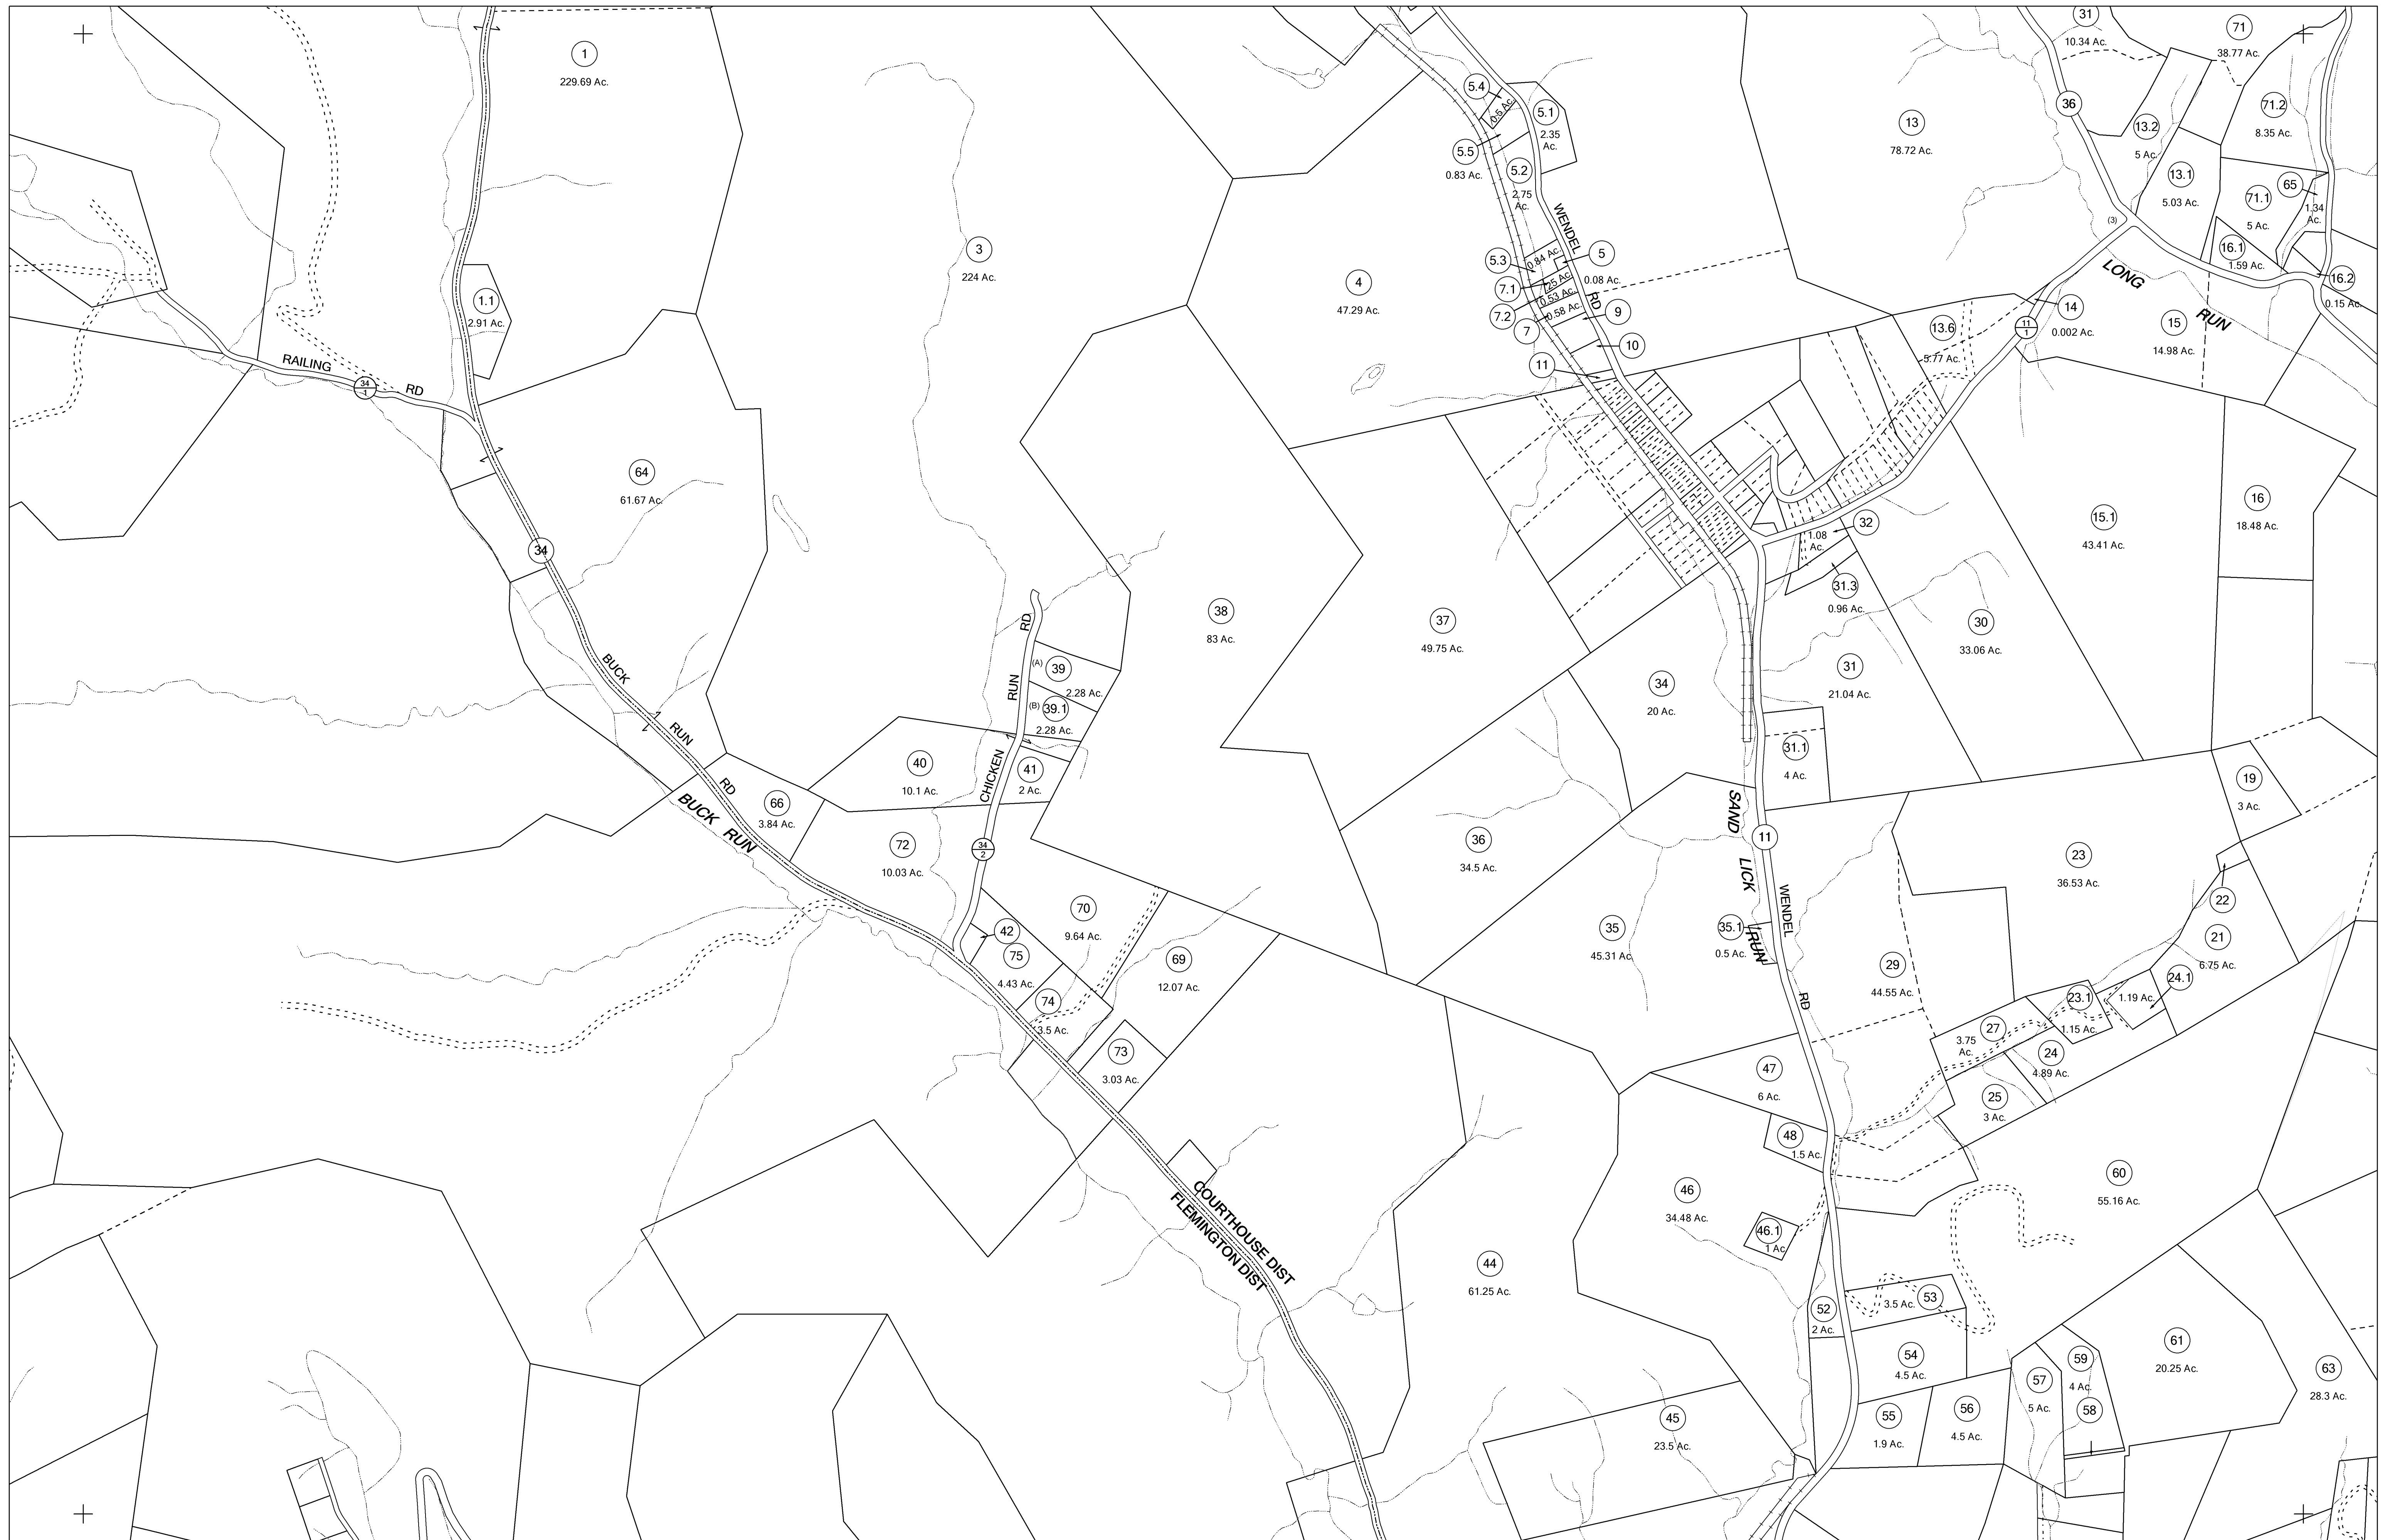 1
229.69 Ac.
31
10.34 Ac.
71
38.77 Ac.
5.4
0.5 Ac.
5.1
2.35
Ac.
36
71.2
8.35 Ac.
13
78.72 Ac.
13.2
5 Ac.
5.5
0.83 Ac.
5.2
2.75
Ac.
13.1
5.03 Ac.
65
1.34
Ac.
71.1
5 Ac.
(3)
3
224 Ac.
WENDEL
RD
5.3
0.84 Ac.
5
0.08 Ac.
16.1
1.59 Ac.
16.2
0.15 Ac.
LONG
RUN
4
47.29 Ac.
7.1
.25 Ac.
0.53 Ac.
7.2
0.58 Ac.
7
9
10
11
1.1
2.91 Ac.
14
0.002 Ac.
11
1
13.6
5.77 Ac.
15
14.98 Ac.
RAILING
34
1
RD
64
61.67 Ac.
16
18.48 Ac.
15.1
43.41 Ac.
32
1.08
Ac.
34
31.3
0.96 Ac.
38
83 Ac.
37
49.75 Ac.
30
33.06 Ac.
RD
(A)
39
2.28 Ac.
RUN
(B)
39.1
2.28 Ac.
CHICKEN
BUCK
RUN
RD
34
20 Ac.
31
21.04 Ac.
31.1
4 Ac.
40
10.1 Ac.
41
2 Ac.
19
3 Ac.
66
3.84 Ac.
BUCK RUN
SAND
LICK
RUN
11
36
34.5 Ac.
72
10.03 Ac.
34
2
23
36.53 Ac.
WENDEL
RD
22
70
9.64 Ac.
42
75
4.43 Ac.
35
45.31 Ac.
35.1
0.5 Ac.
21
6.75 Ac.
69
12.07 Ac.
29
44.55 Ac.
24.1
1.19 Ac.
23.1
1.15 Ac.
74
3.5 Ac.
27
3.75
Ac.
73
3.03 Ac.
24
4.89 Ac.
47
6 Ac.
25
3 Ac.
48
1.5 Ac.
60
55.16 Ac.
46
34.48 Ac.
46.1
1 Ac.
COURTHOUSE DIST
FLEMINGTON DIST
44
61.25 Ac.
52
2 Ac.
3.5 Ac.
53
54
4.5 Ac.
61
20.25 Ac.
59
4 Ac.
63
28.3 Ac.
57
5 Ac.
58
55
1.9 Ac.
56
4.5 Ac.
45
23.5 Ac.